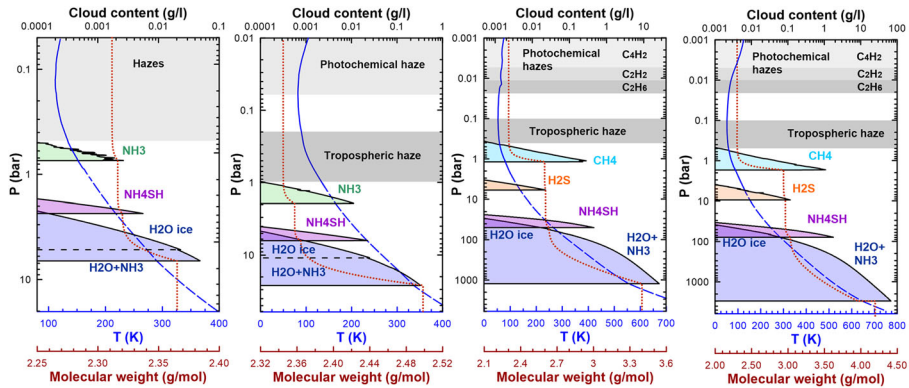 Cloud content (g/l)
0.0001 0.001 0.01 0.1 1
P (bar)
0.1
1
10
Hazes
NH3
NH4SH
H2O ice
H2O+NH3
100 150 200 250 300 350 400
T (K)
2.25 2.30 2.35 2.40
Molecular weight (g/mol)
Cloud content (g/l)
0.0001 0.001 0.01 0.1 1
P (bar)
0.01
0.1
1
10
Photochemical haze
Tropospheric haze
NH3
NH4SH
H2O ice
H2O+NH3
0 100 200 300 400
T (K)
2.32 2.36 2.40 2.44 2.48 2.52
Molecular weight (g/mol)
Cloud content (g/l)
0.0001 0.001 0.01 0.1 1 10
P (bar)
0.001
0.01
0.1
1
10
100
1000
Photochemical
hazes
C4H2
C2H2
C2H6
Tropospheric haze
CH4
H2S
NH4SH
H2O ice
H2O+
NH3
0 100 200 300 400 500 600 700
T (K)
2.1 2.4 2.7 3 3.3 3.6
Molecular weight (g/mol)
Cloud content (g/l)
0.001 0.01 0.1 1 10 100
P (bar)
0.001
0.01
0.1
1
10
100
1000
Photochemical
hazes
C4H2
C2H2
C2H6
Tropospheric haze
CH4
H2S
NH4SH
H2O ice
H2O+
NH3
0 100 200 300 400 500 600 700 800
T (K)
2.00 2.50 3.00 3.50 4.00 4.50
Molecular weight (g/mol)